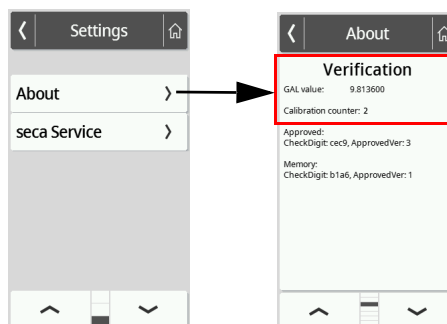 Settings
About
seca Service
About
Verification
GAL value: 9.813600
Calibration counter: 2
Approved:
CheckDigit: cec9, ApprovedVer: 3
Memory:
CheckDigit: b1a6, ApprovedVer: 1